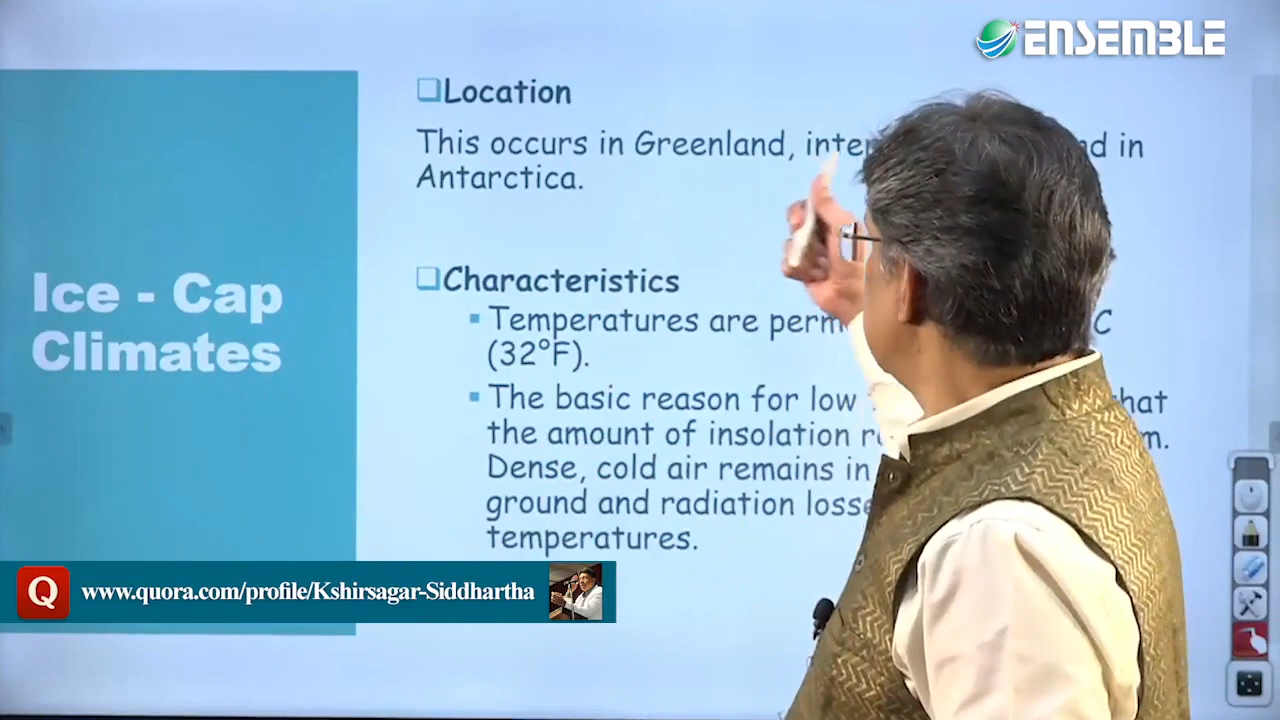 ENSEMBLE
Location
This occurs in Greenland, in
Antarctica.
Ice - Cap
Climates
Characteristics
Temperatures are C
(32°F).
The basic reason for low that
the amount of insolation
Dense, cold air remains in
ground and radiation
temperatures.
Q www.quora.com/profile/Kshirsagar-Siddhartha